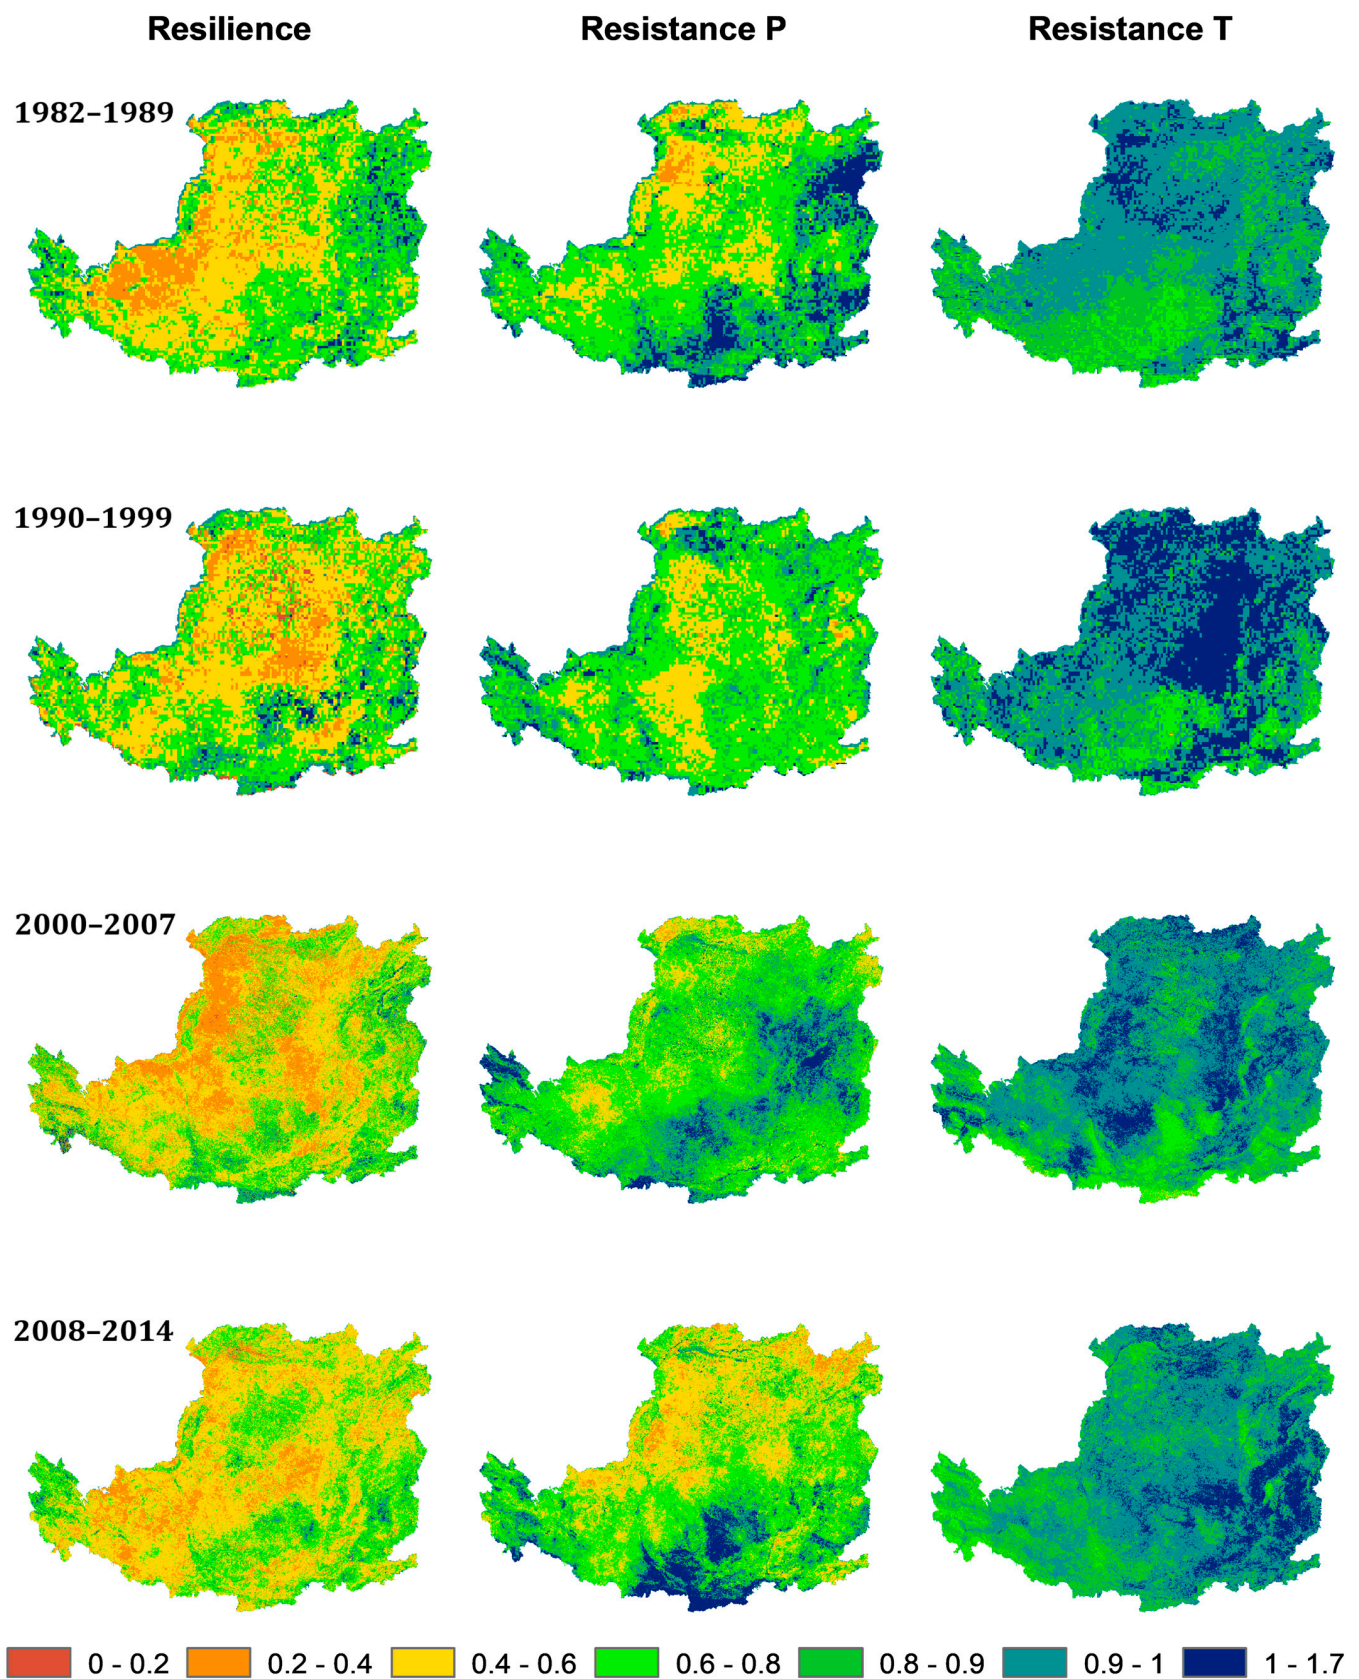 Resilience Resistance P Resistance T
1982–1989
1990–1999
2000–2007
2008–2014
0 - 0.2 0.2 - 0.4 0.4 - 0.6 0.6 - 0.8 0.8 - 0.9 0.9 - 1 1 - 1.7